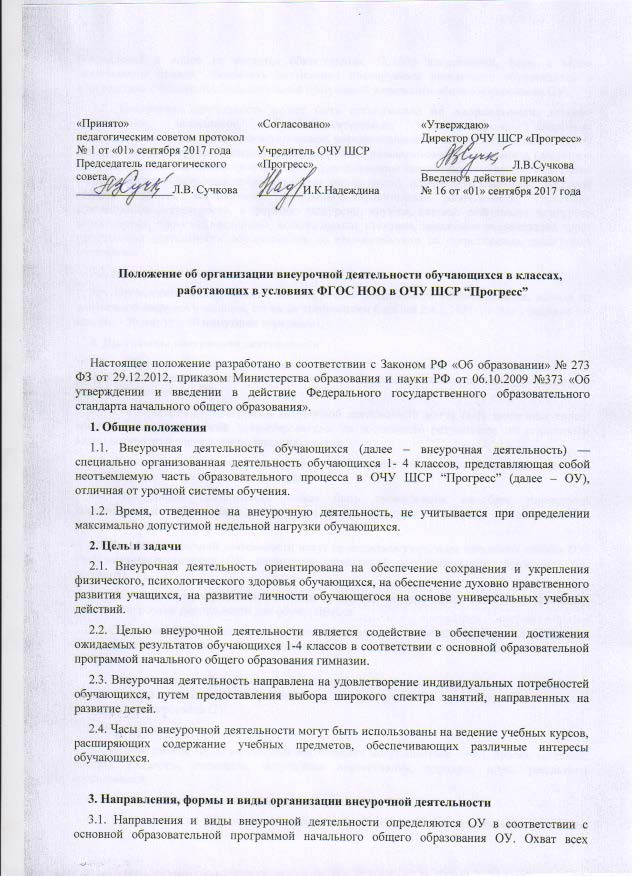 «Принято»
педагогическим советом протокол
№ 1 от «01» сентября 2017 года
Председатель педагогического
совета
Л.В. Сучкова
«Согласовано»
Учредитель ОЧУ ШСР
«Прогресс»
И.К.Надеждина
«Утверждаю»
Директор ОЧУ ШСР «Прогресс»
Л.В.Сучкова
Введено в действие приказом
№ 16 от «01» сентября 2017 года
Положение об организации внеурочной деятельности обучающихся в классах,
работающих в условиях ФГОС НОО в ОЧУ ШСР “Прогресс”
Настоящее положение разработано в соответствии с Законом РФ «Об образовании» № 273
ФЗ от 29.12.2012, приказом Министерства образования и науки РФ от 06.10.2009 №373 «Об
утверждении и введении в действие Федерального государственного образовательного
стандарта начального общего образования».
1. Общие положения
1.1. Внеурочная деятельность обучающихся (далее – внеурочная деятельность) —
специально организованная деятельность обучающихся 1- 4 классов, представляющая собой
неотъемлемую часть образовательного процесса в ОЧУ ШСР “Прогресс” (далее – ОУ),
отличная от урочной системы обучения.
1.2. Время, отведенное на внеурочную деятельность, не учитывается при определении
максимально допустимой недельной нагрузки обучающихся.
2. Цель и задачи
2.1. Внеурочная деятельность ориентирована на обеспечение сохранения и укрепления
физического, психологического здоровья обучающихся, на обеспечение духовно нравственного
развития учащихся, на развитие личности обучающегося на основе универсальных учебных
действий.
2.2. Целью внеурочной деятельности является содействие в обеспечении достижения
ожидаемых результатов обучающихся 1-4 классов в соответствии с основной образовательной
программой начального общего образования гимназии.
2.3. Внеурочная деятельность направлена на удовлетворение индивидуальных потребностей
обучающихся, путем предоставления выбора широкого спектра занятий, направленных на
развитие детей.
2.4. Часы по внеурочной деятельности могут быть использованы на ведение учебных курсов,
расширяющих содержание учебных предметов, обеспечивающих различные интересы
обучающихся.
3. Направления, формы и виды организации внеурочной деятельности
3.1. Направления и виды внеурочной деятельности определяются ОУ в соответствии с
основной образовательной программой начального общего образования ОУ. Охват всех